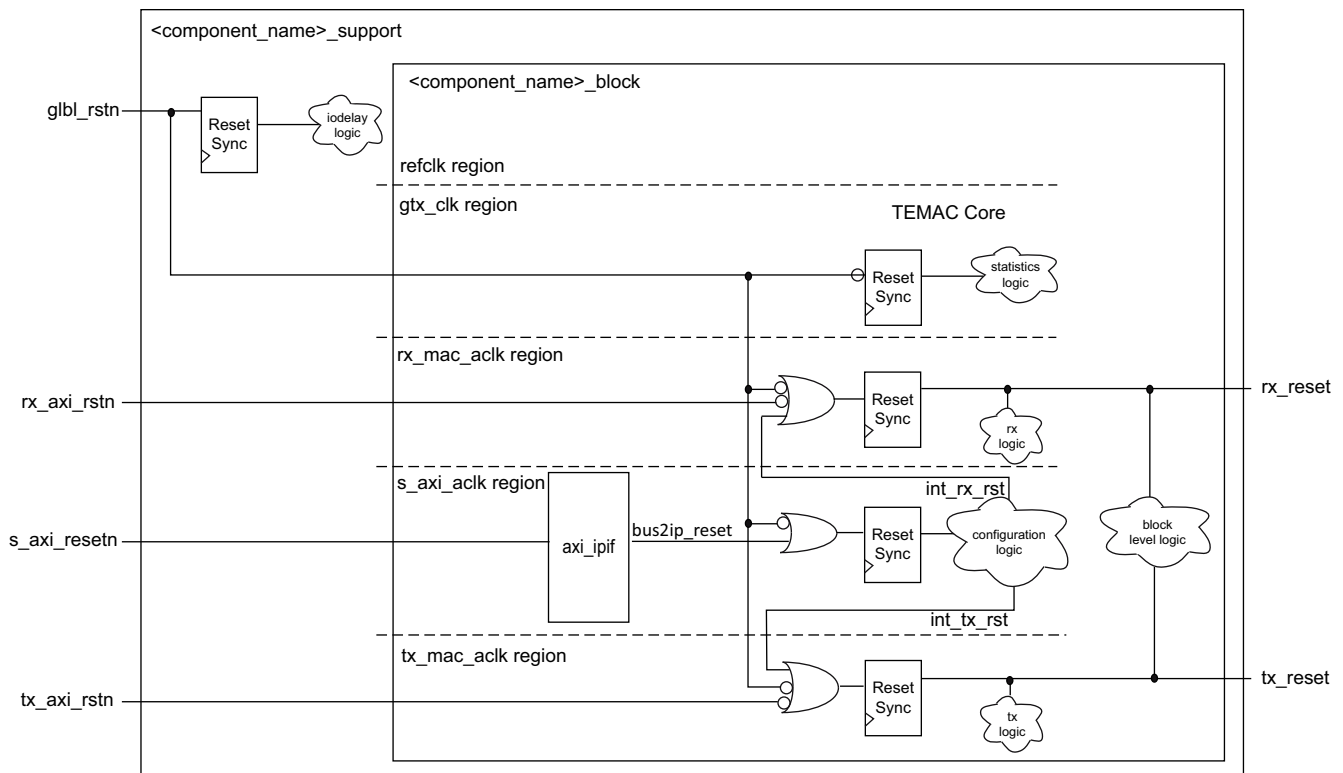 <component_name>_support
<component_name>_block
glbl_rstn
Reset
Sync
iodelay
logic
refclk region
gtx_clk region
TEMAC Core
Reset
Sync
statistics
logic
rx_mac_aclk region
rx_axi_rstn
Reset
Sync
rx
logic
rx_reset
s_axi_aclk region
int_rx_rst
s_axi_resetn
axi_ipif
bus2ip_reset
Reset
Sync
configuration
logic
block
level logic
int_tx_rst
tx_mac_aclk region
tx_axi_rstn
Reset
Sync
tx
logic
tx_reset